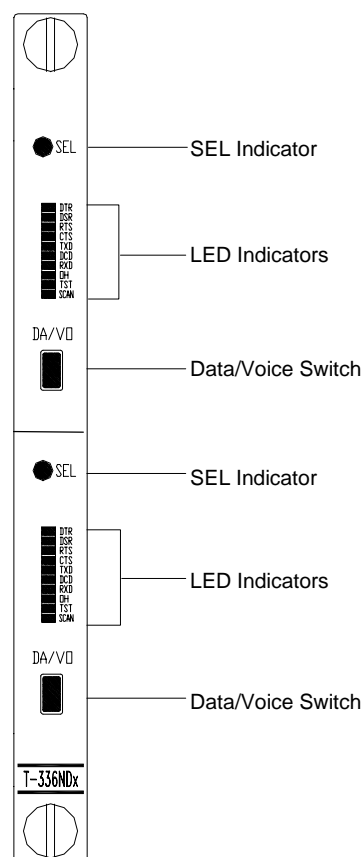 SEL
SEL Indicator
DTR
DSR
RTS
CTS
TXD
DCD
RXD
OH
TST
SCAN
LED Indicators
DA/VO
Data/Voice Switch
SEL
SEL Indicator
DTR
DSR
RTS
CTS
TXD
DCD
RXD
OH
TST
SCAN
LED Indicators
DA/VO
Data/Voice Switch
T-336NDx